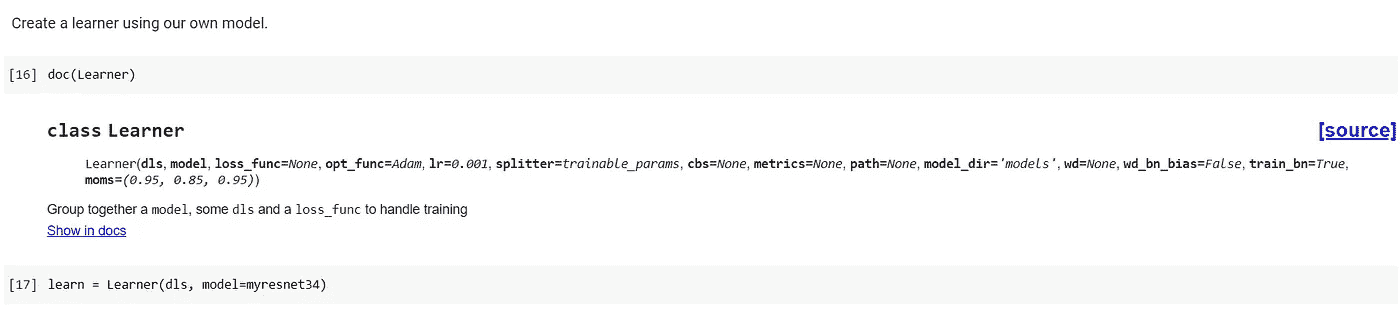 Create a learner using our own model.
[16] doc(Learner)
class Learner [source]
Learner(dls, model, loss_func=None, opt_func=Adam, lr=0.001, splitter=trainable_params, cbs=None, metrics=None, path=None, model_dir='models', wd=None, wd_bn_bias=False, train_bn=True,
moms=(0.95, 0.85, 0.95))
Group together a model, some dls and a loss_func to handle training
Show in docs
[17] learn = Learner(dls, model=myresnet34)